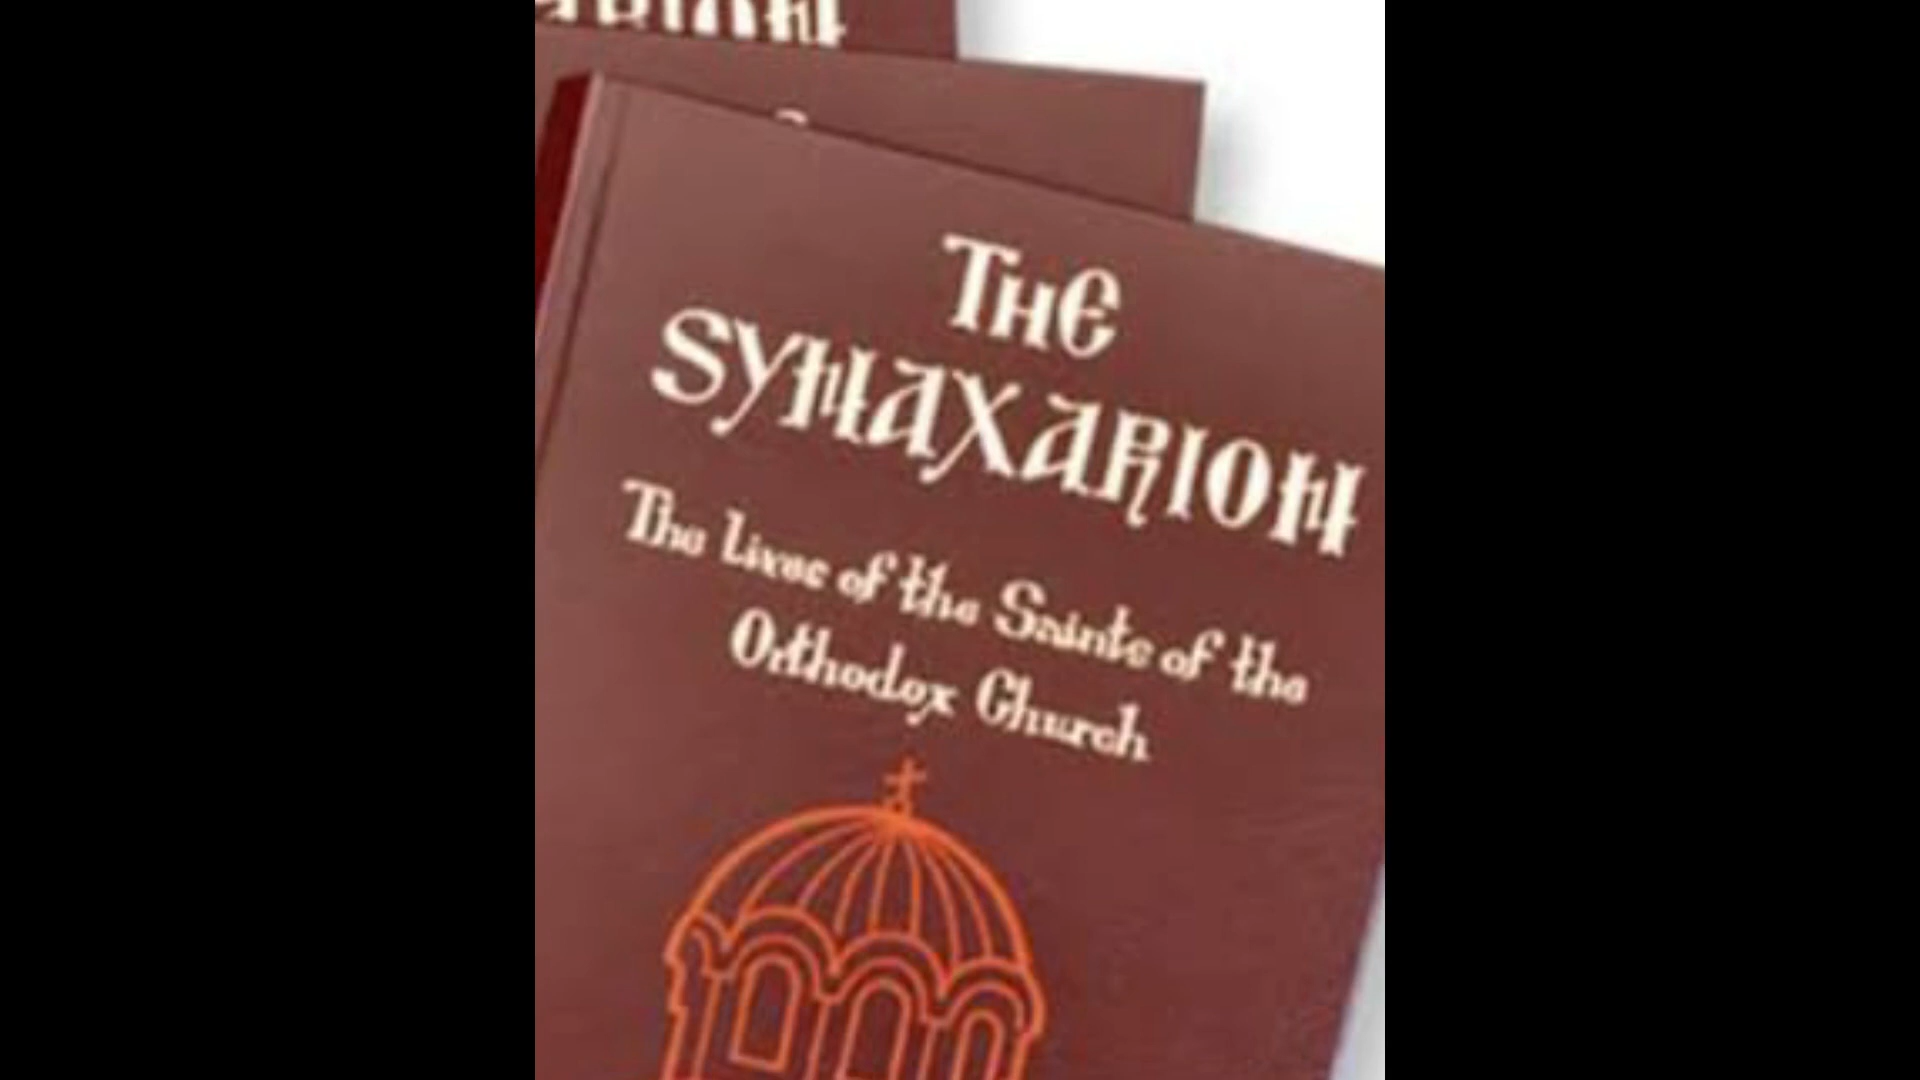 THE
SYNAXARION
The Lives of the Saints of the
Orthodox Church